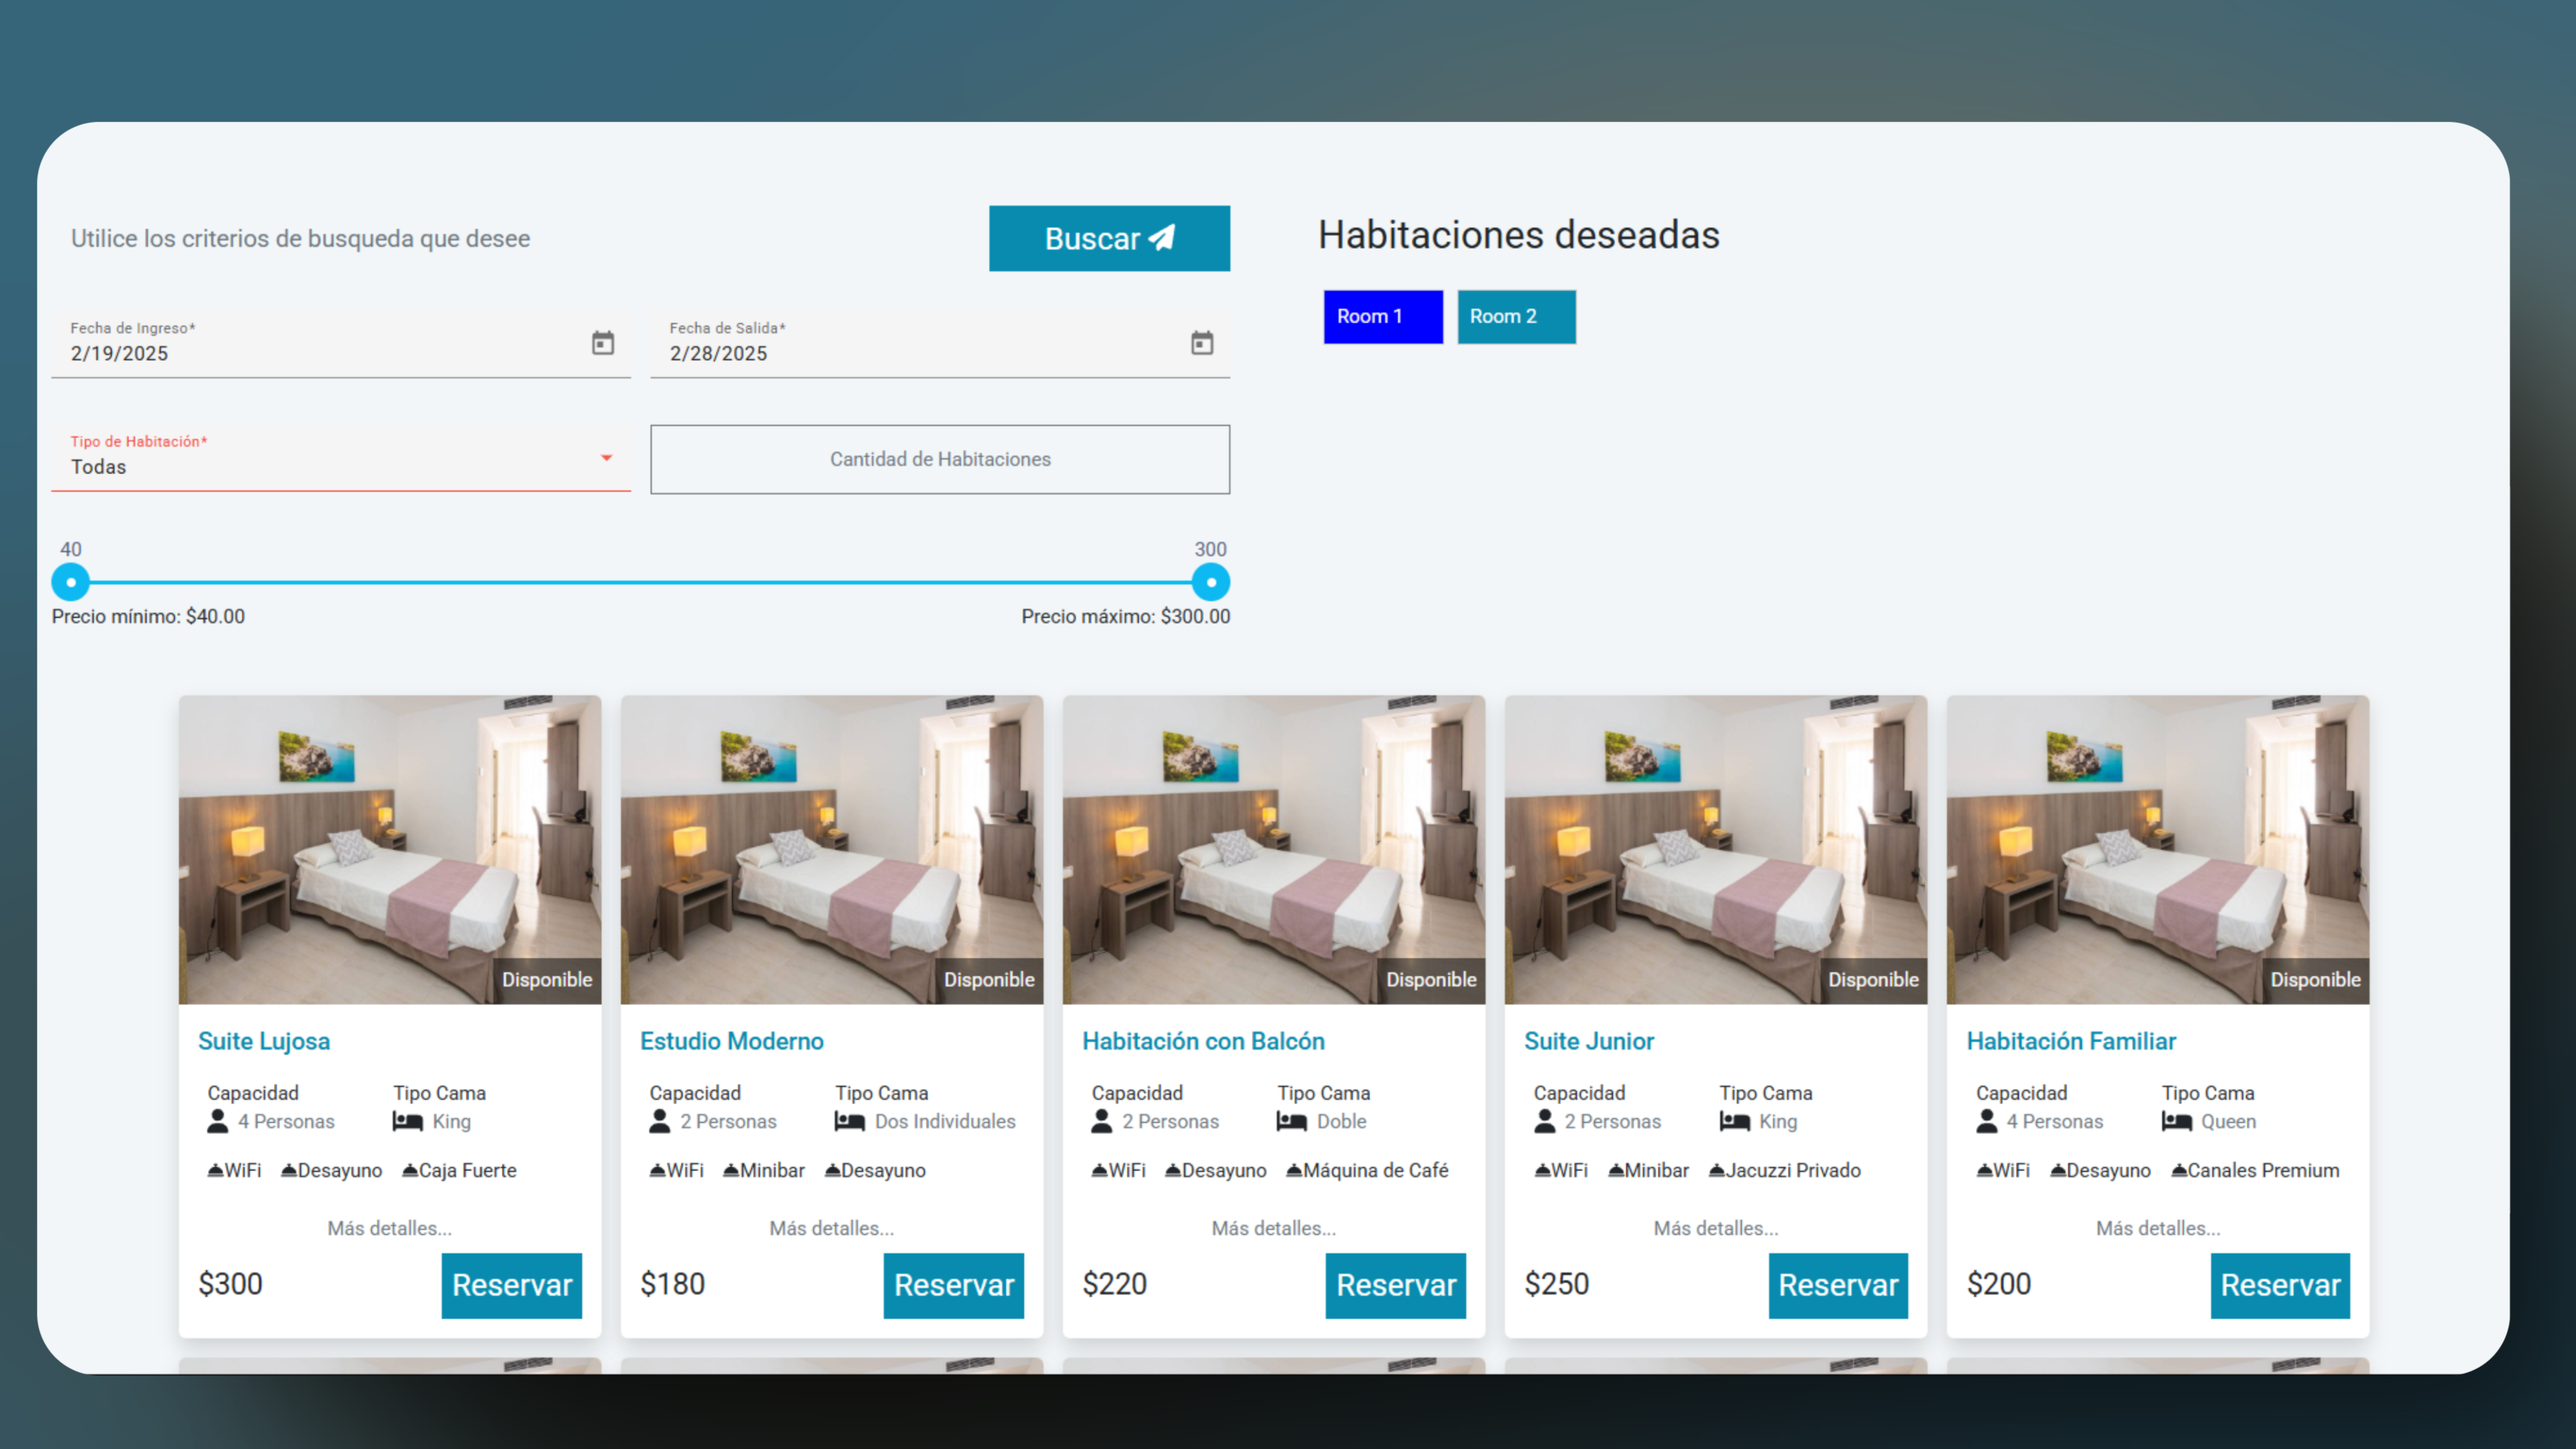 Utilice los criterios de busqueda que desee
Buscar
Habitaciones deseadas
Room 1
Room 2
Fecha de Ingreso*
2/19/2025
Fecha de Salida*
2/28/2025
Tipo de Habitación*
Todas
Cantidad de Habitaciones
40
300
Precio mínimo: $40.00
Precio máximo: $300.00
Disponible
Suite Lujosa
Capacidad
Tipo Cama
4 Personas
King
WiFi Desayuno Caja Fuerte
Más detalles...
$300
Reservar
Disponible
Estudio Moderno
Capacidad
Tipo Cama
2 Personas
Dos Individuales
WiFi Minibar Desayuno
Más detalles...
$180
Reservar
Disponible
Habitación con Balcón
Capacidad
Tipo Cama
2 Personas
Doble
WiFi Desayuno Máquina de Café
Más detalles...
$220
Reservar
Disponible
Suite Junior
Capacidad
Tipo Cama
2 Personas
King
WiFi Minibar Jacuzzi Privado
Más detalles...
$250
Reservar
Disponible
Habitación Familiar
Capacidad
Tipo Cama
4 Personas
Queen
WiFi Desayuno Canales Premium
Más detalles...
$200
Reservar